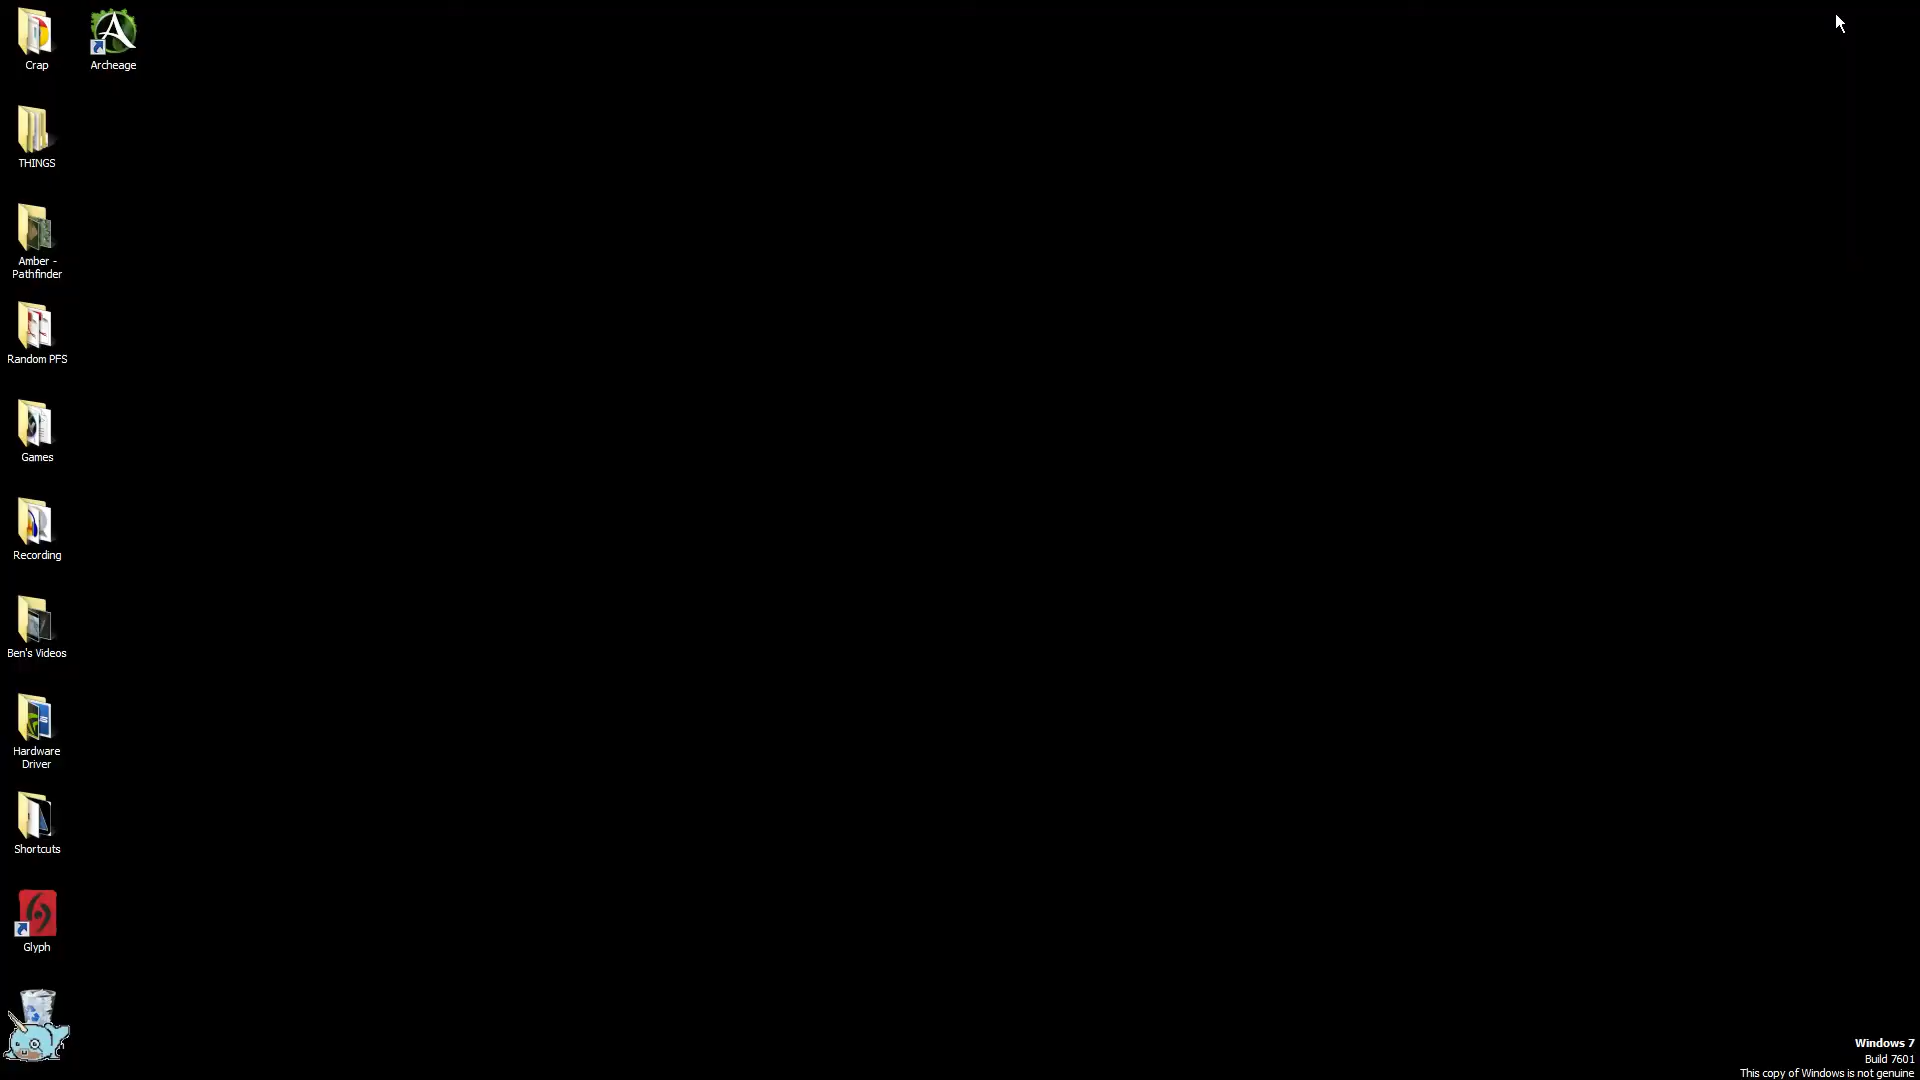 Crap
Archeage
THINGS
Amber -
Pathfinder
Random PFS
Games
Recording
Ben's Videos
Hardware
Driver
Shortcuts
Glyph
Windows 7
Build 7601
This copy of Windows is not genuine